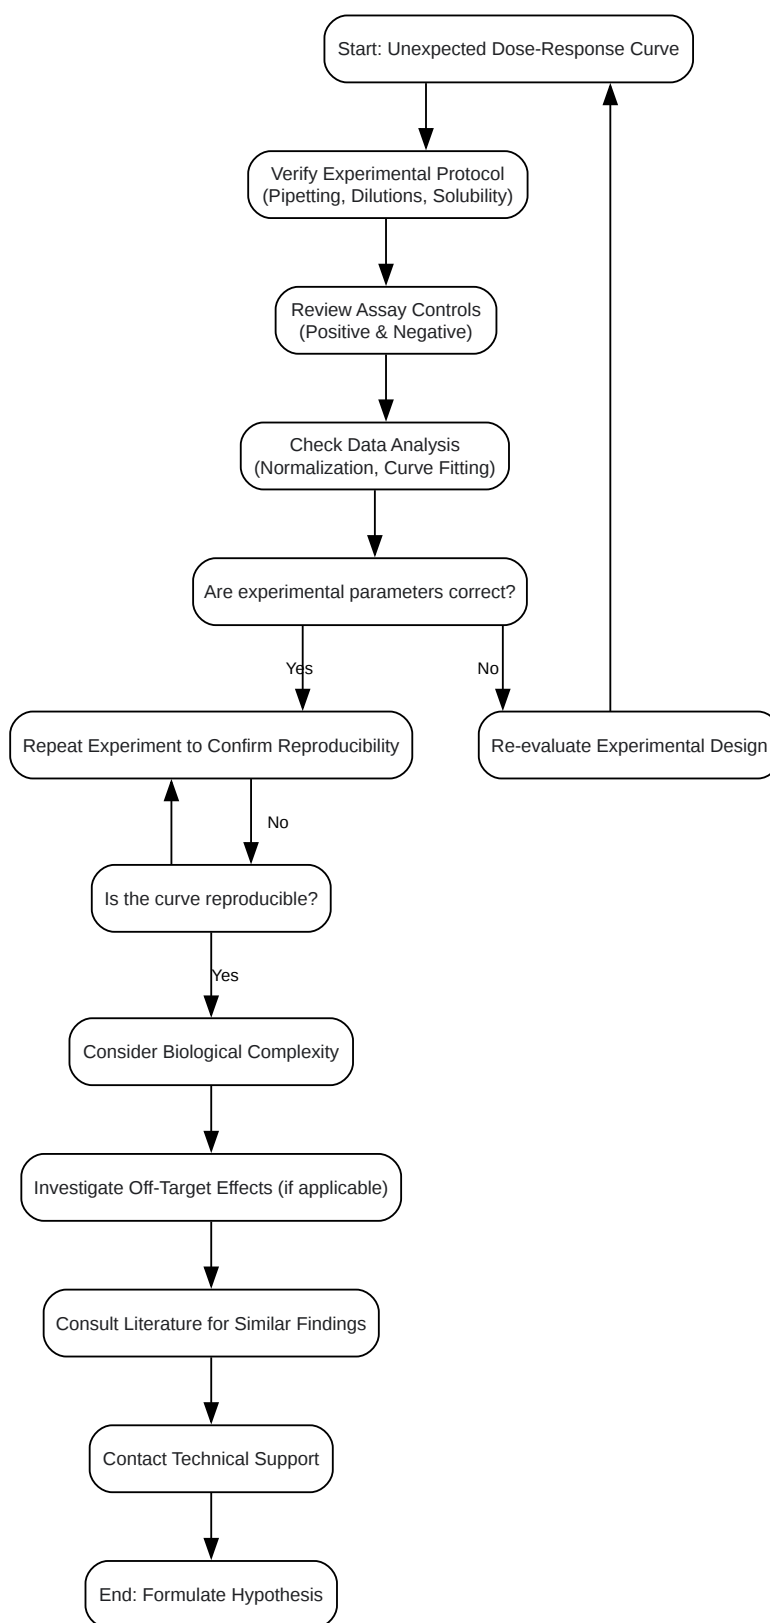 Start: Unexpected Dose-Response Curve
Verify Experimental Protocol
(Pipetting, Dilutions, Solubility)
Review Assay Controls
(Positive & Negative)
Check Data Analysis
(Normalization, Curve Fitting)
Are experimental parameters correct?
Yes
No
Repeat Experiment to Confirm Reproducibility
Re-evaluate Experimental Design
No
Is the curve reproducible?
Yes
Consider Biological Complexity
Investigate Off-Target Effects (if applicable)
Consult Literature for Similar Findings
Contact Technical Support
End: Formulate Hypothesis